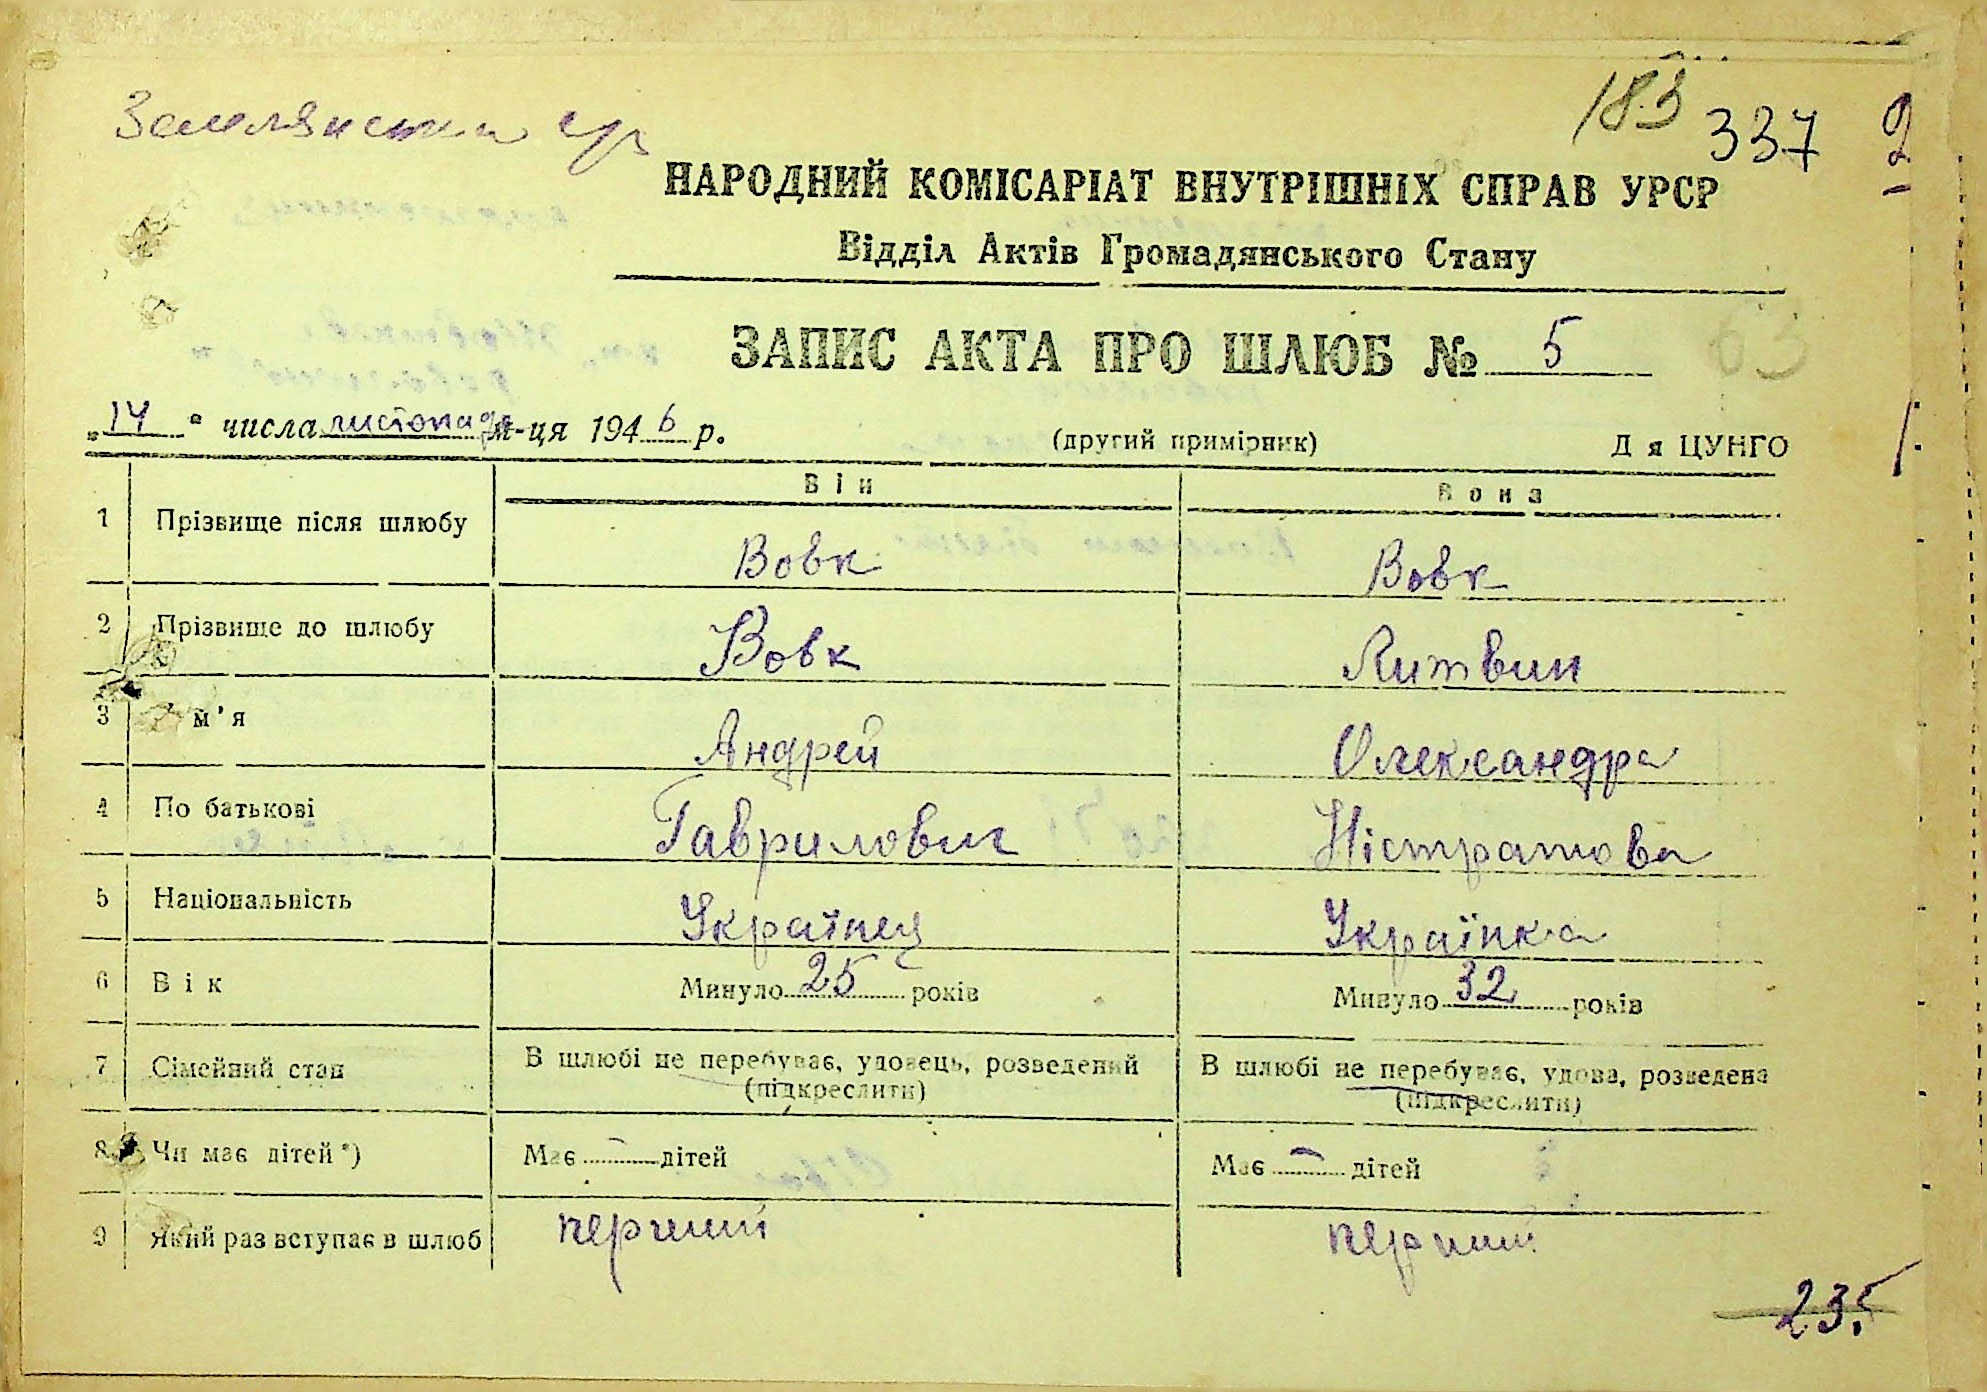 183 337 2
Землянська с/р
НАРОДНИЙ КОМІСАРІАТ ВНУТРІШНІХ СПРАВ УРСР
Відділ Актів Громадянського Стану
ЗАПИС АКТА ПРО ШЛЮБ № 5
63
„14" числа листопада м-ця 1946 р. (другий примірник) Д я ЦУНГО
Він Вона
1 Прізвище після шлюбу Вовк Вовк
2 Прізвище до шлюбу Вовк Литвин
3 м'я Андрей Олександра
4 По батькові Гаврилович Містратова
5 Національність Українец Українка
6 Вік Минуло 25 років Минуло 32 років
7 Сімейний стан В шлюбі не перебуває, удовець, розведений В шлюбі не перебуває, удова, розведена
(підкреслити) (підкреслити)
8 Чи має дітей*) Має — дітей Має — дітей
9 Який раз вступає в шлюб перший перший
235